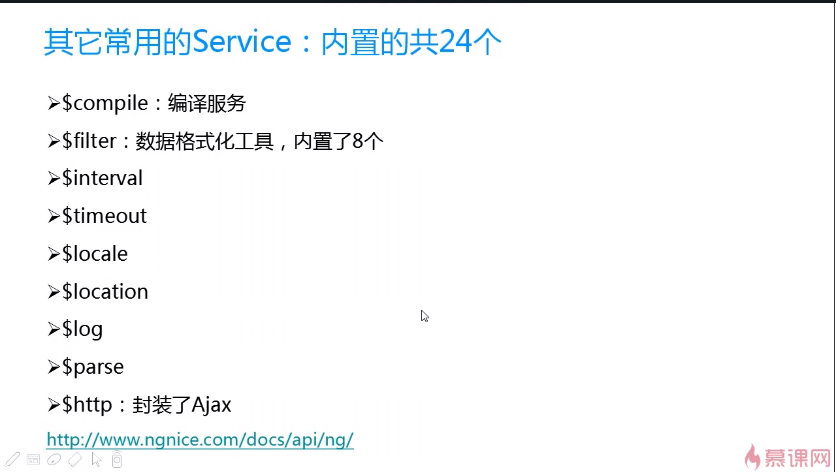 其它常用的Service：内置的共24个
➢$compile：编译服务
➢$filter：数据格式化工具，内置了8个
➢$interval
➢$timeout
➢$locale
➢$location
➢$log
➢$parse
➢$http：封装了Ajax
http://www.ngnice.com/docs/api/ng/
慕课网